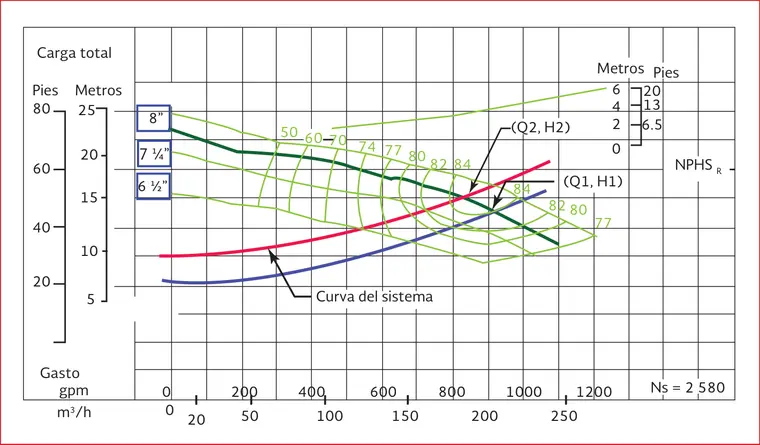 Carga total
Pies Metros
Metros Pies
6 20
4 13
2 6.5
0
80 25
8"
7 ¼"
6 ½"
60 20
15
40
10
20
5
50 60 70 74 77 80 82 84
(Q2, H2)
(Q1, H1)
NPHS R
84 82 80 77
Curva del sistema
Gasto
gpm 0 200 400 600 800 1000 1200
m³/h 0 20 50 100 150 200 250
Ns = 2 580